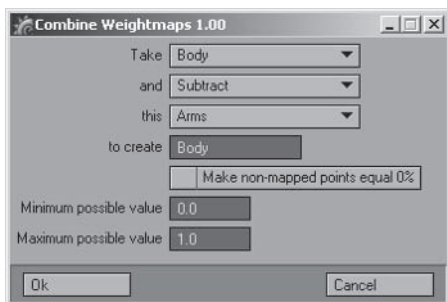 Combine Weightmaps 1.00
Take Body
and Subtract
this Arms
to create Body
Make non-mapped points equal 0%
Minimum possible value 0.0
Maximum possible value 1.0
Ok Cancel